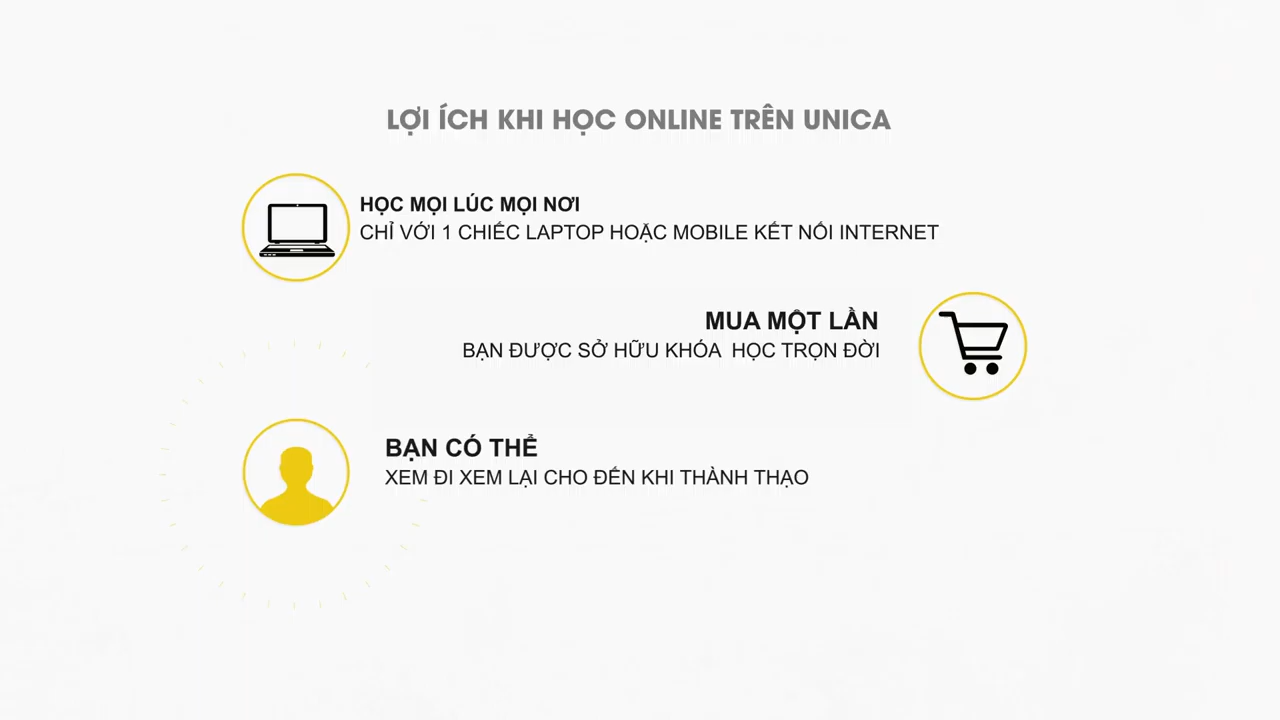 LỢI ÍCH KHI HỌC ONLINE TRÊN UNICA
HỌC MỌI LÚC MỌI NƠI
CHỈ VỚI 1 CHIẾC LAPTOP HOẶC MOBILE KẾT NỐI INTERNET
MUA MỘT LẦN
BẠN ĐƯỢC SỞ HỮU KHÓA HỌC TRỌN ĐỜI
BẠN CÓ THỂ
XEM ĐI XEM LẠI CHO ĐẾN KHI THÀNH THẠO